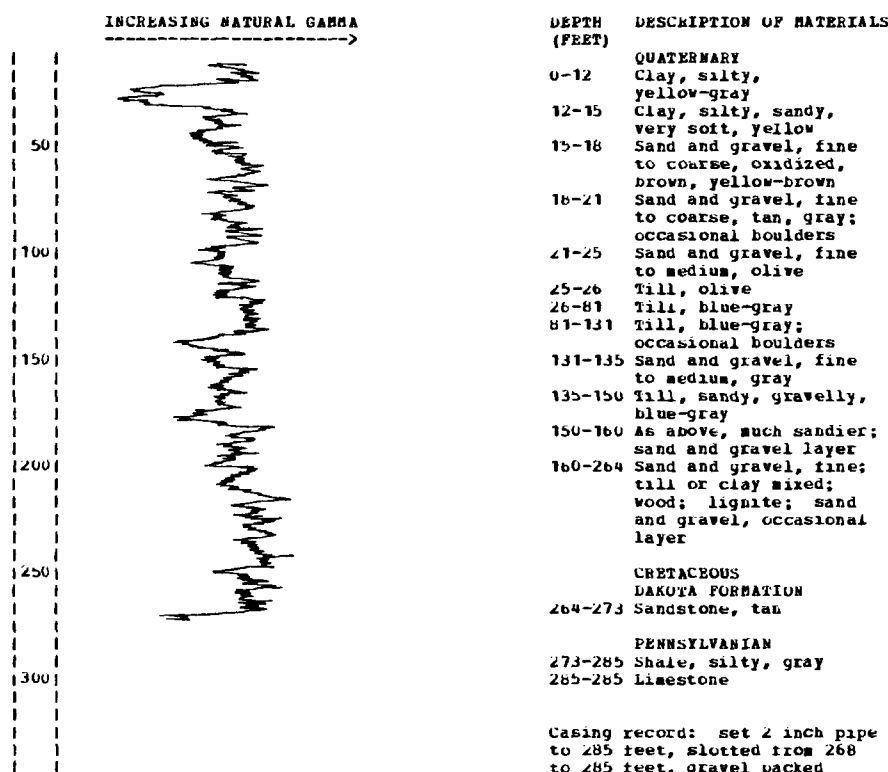 INCREASING NATURAL GAMMA
DEPTH DESCRIPTION OF MATERIALS
(FEET)
QUATERNARY
0-12 Clay, silty,
yellow-gray
12-15 Clay, silty, sandy,
very soft, yellow
15-18 Sand and gravel, fine
to coarse, oxidized,
brown, yellow-brown
18-21 Sand and gravel, fine
to coarse, tan, gray;
occasional boulders
21-25 Sand and gravel, fine
to medium, olive
25-26 Till, olive
26-81 Till, blue-gray
81-131 Till, blue-gray;
occasional boulders
131-135 Sand and gravel, fine
to medium, gray
135-150 Till, sandy, gravelly,
blue-gray
150-160 As above, much sandier;
sand and gravel layer
160-264 Sand and gravel, fine;
till or clay mixed;
wood; lignite; sand
and gravel, occasional
layer
CRETACEOUS
DAKOTA FORMATION
264-273 Sandstone, tan
PENNSYLVANIAN
273-285 Shale, silty, gray
285-285 Limestone
Casing record: set 2 inch pipe
to 285 feet, slotted from 268
to 285 feet, gravel packed
50
100
150
200
250
300